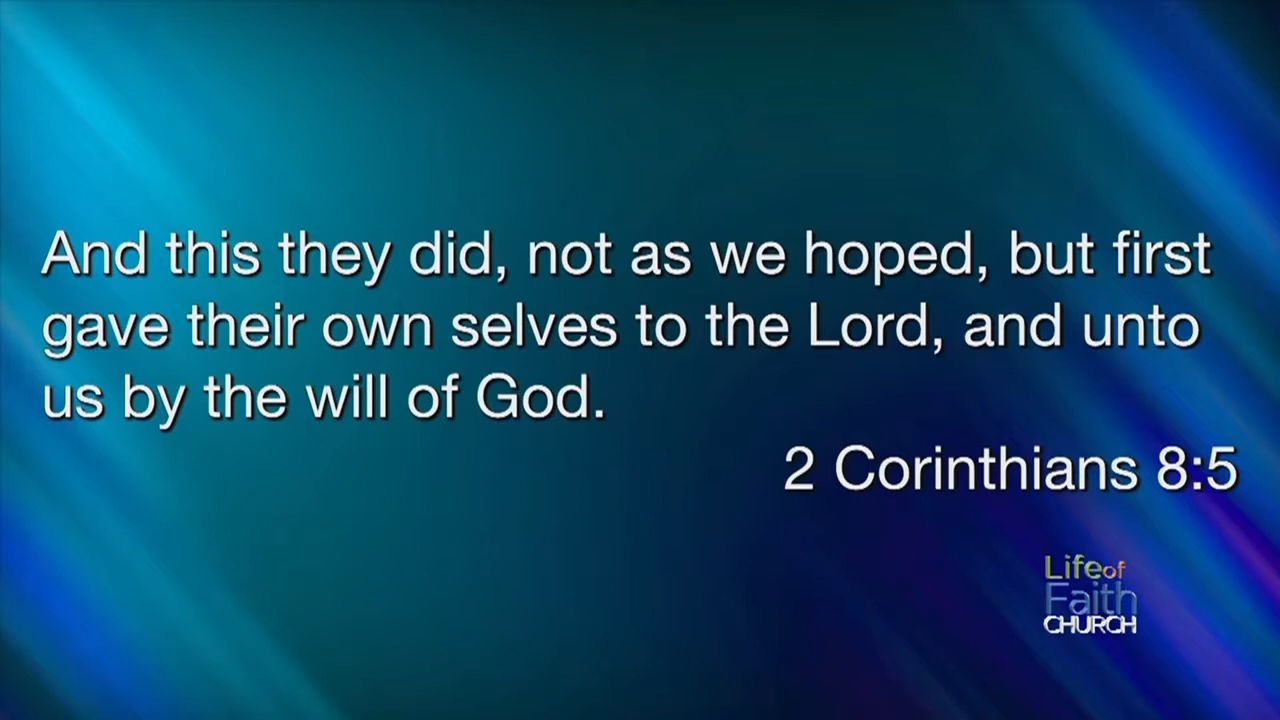 And this they did, not as we hoped, but first
gave their own selves to the Lord, and unto
us by the will of God.
2 Corinthians 8:5
Life of
Faith
CHURCH